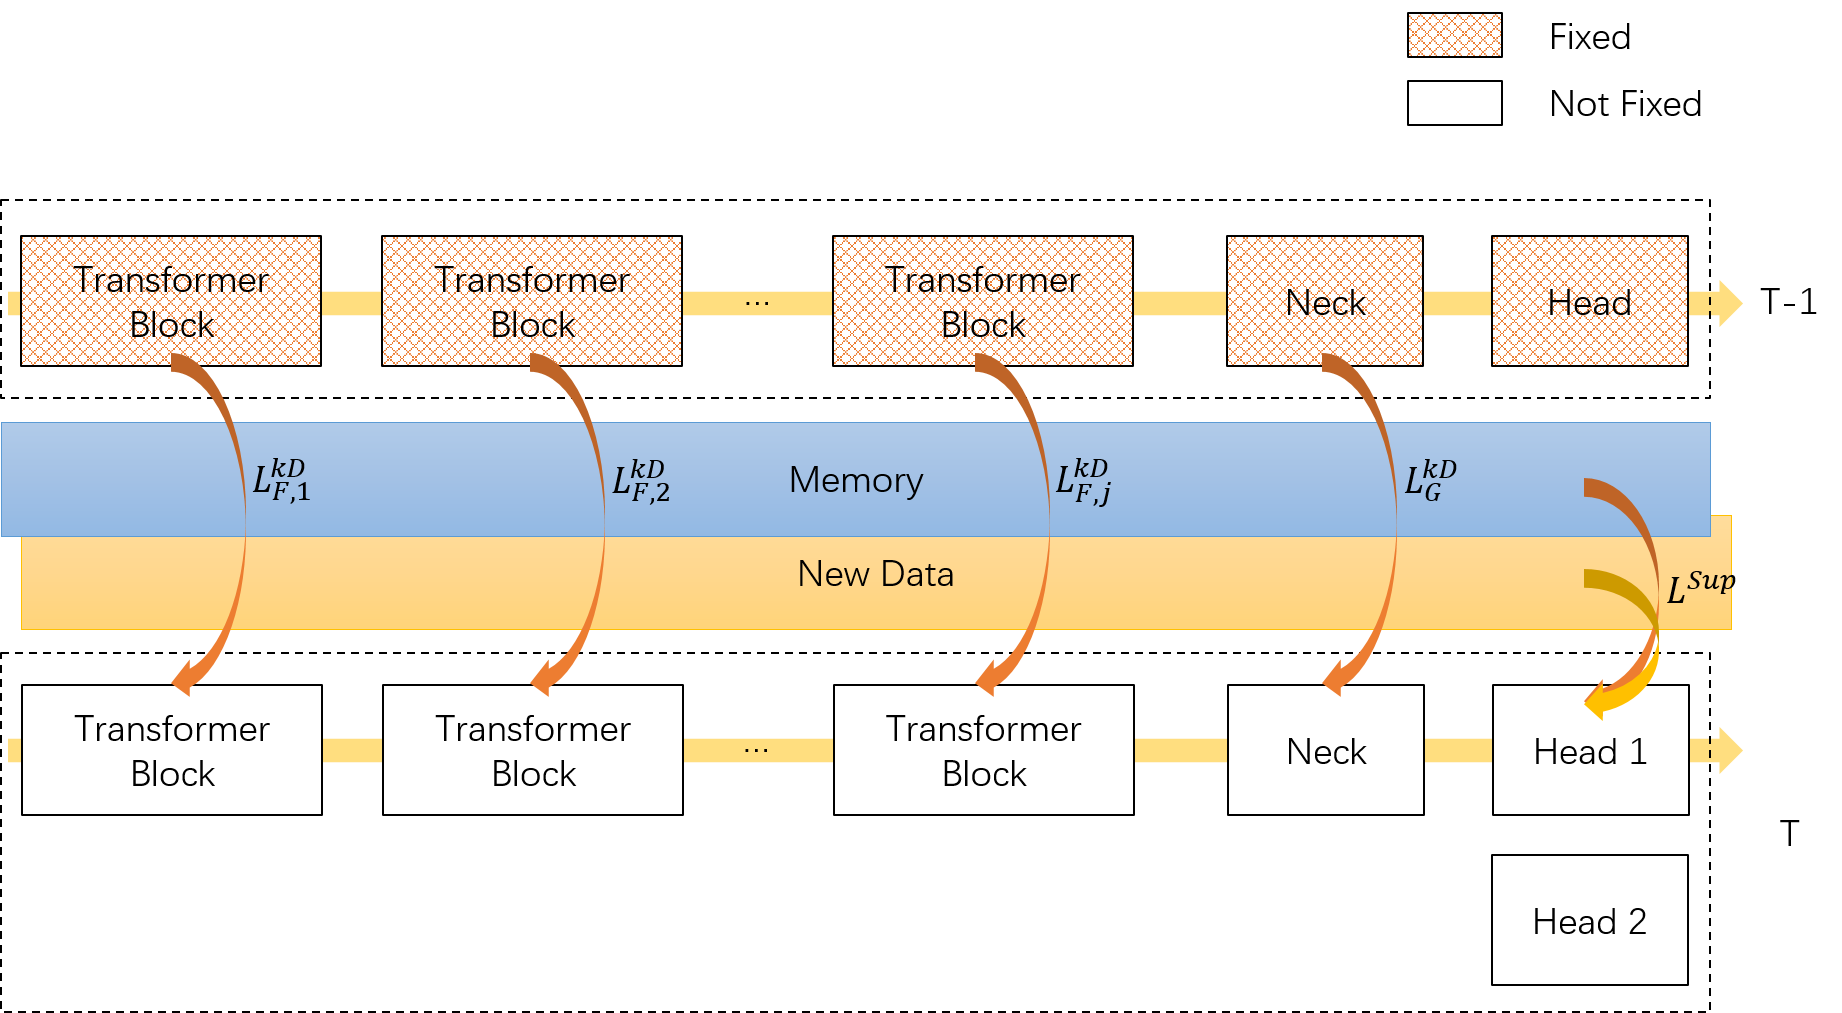 Fixed
Not Fixed
Transformer Block
Transformer Block
...
Transformer Block
Neck
Head
T-1
L_{F,1}^{kD}
L_{F,2}^{kD}
Memory
L_{F,j}^{kD}
L_{G}^{kD}
New Data
L^{Sup}
Transformer Block
Transformer Block
...
Transformer Block
Neck
Head 1
T
Head 2